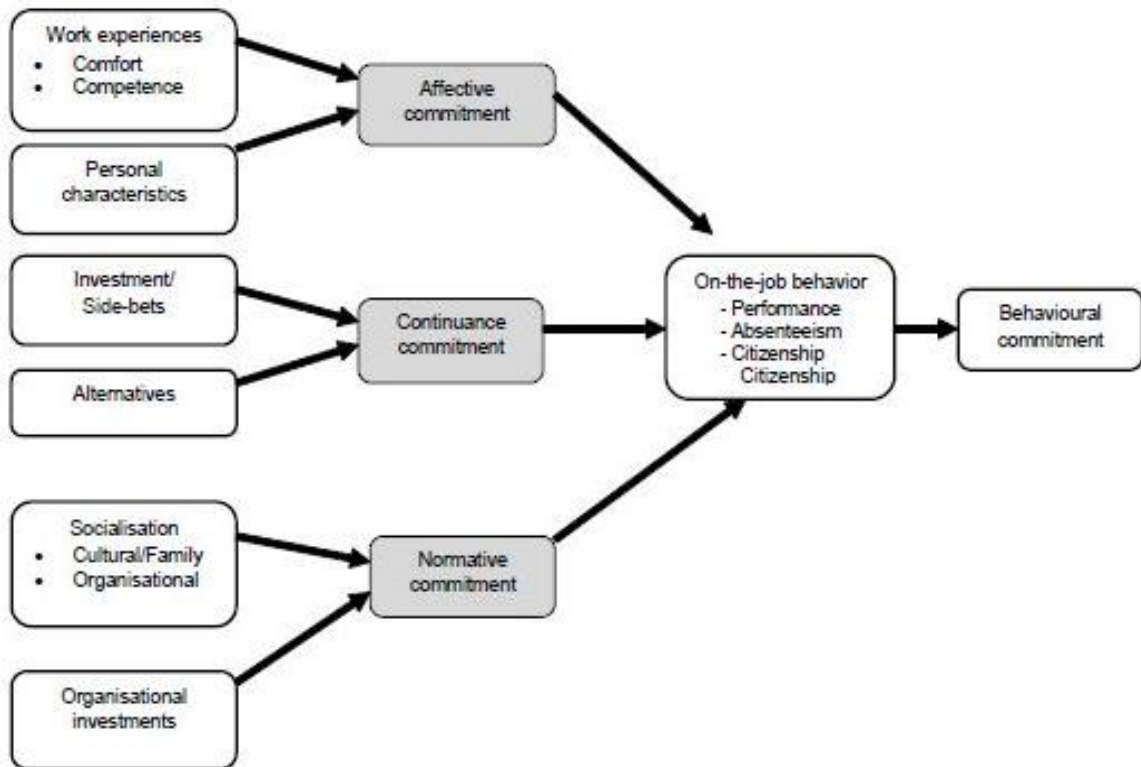 Work experiences
• Comfort
• Competence
Affective
commitment
Personal
characteristics
Investment/
Side-bets
Continuance
commitment
Alternatives
On-the-job behavior
- Performance
- Absenteeism
- Citizenship
Citizenship
Behavioural
commitment
Socialisation
• Cultural/Family
• Organisational
Normative
commitment
Organisational
investments